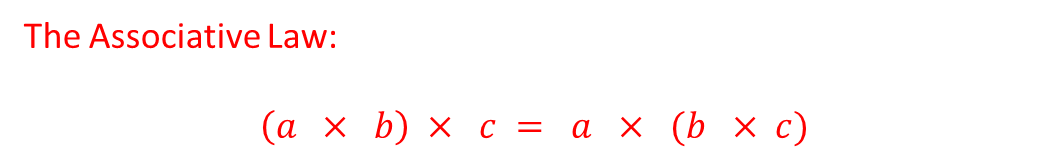 The Associative Law:
(a × b) × c = a × (b × c)